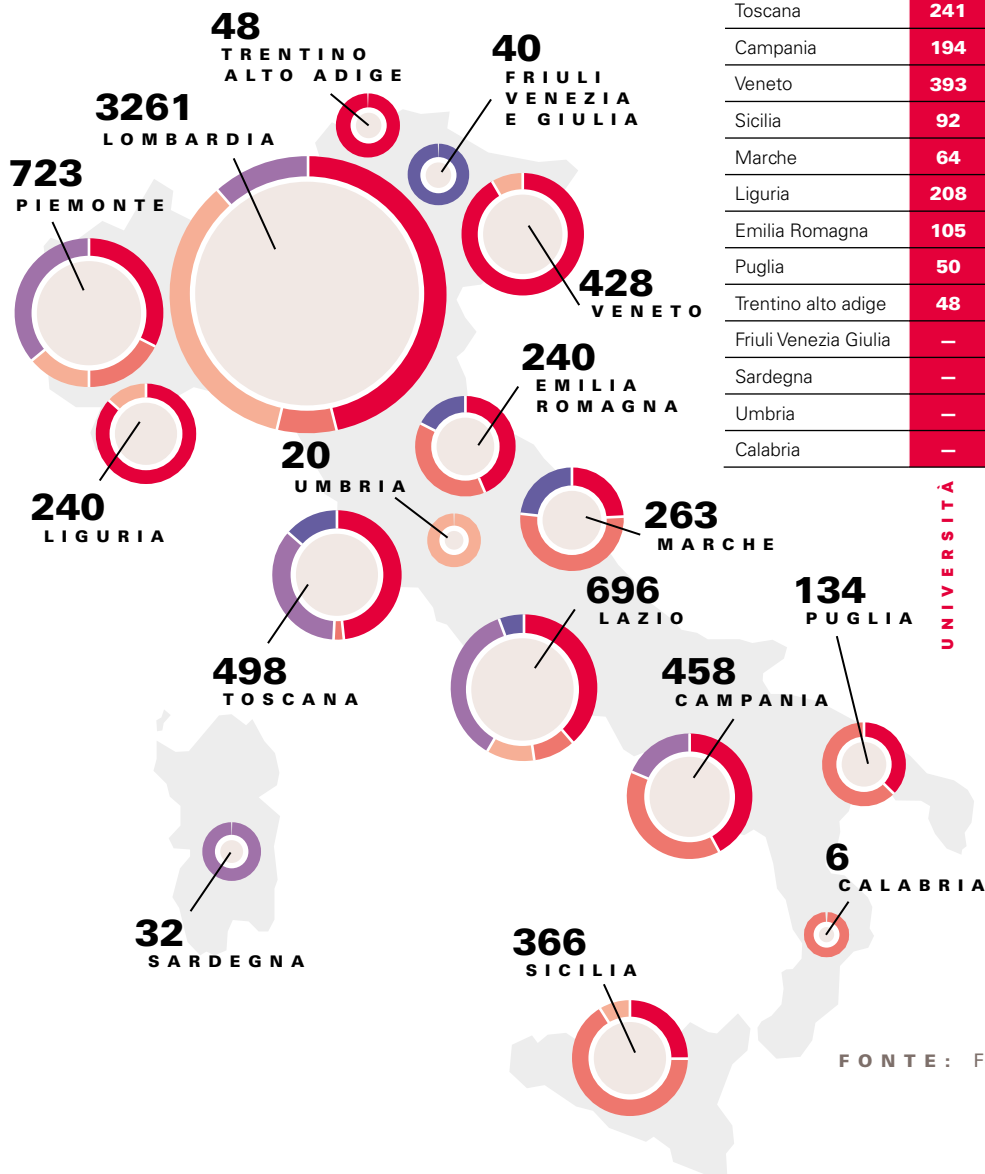 48
TRENTINO
ALTO ADIGE
40
FRIULI
VENEZIA
E GIULIA
3261
LOMBARDIA
723
PIEMONTE
428
VENETO
240
EMILIA
ROMAGNA
20
UMBRIA
240
LIGURIA
263
MARCHE
696
LAZIO
134
PUGLIA
498
TOSCANA
458
CAMPANIA
6
CALABRIA
32
SARDEGNA
366
SICILIA
Toscana 241
Campania 194
Veneto 393
Sicilia 92
Marche 64
Liguria 208
Emilia Romagna 105
Puglia 50
Trentino alto adige 48
Friuli Venezia Giulia –
Sardegna –
Umbria –
Calabria –
UNIVERSITÀ
FONTE: F